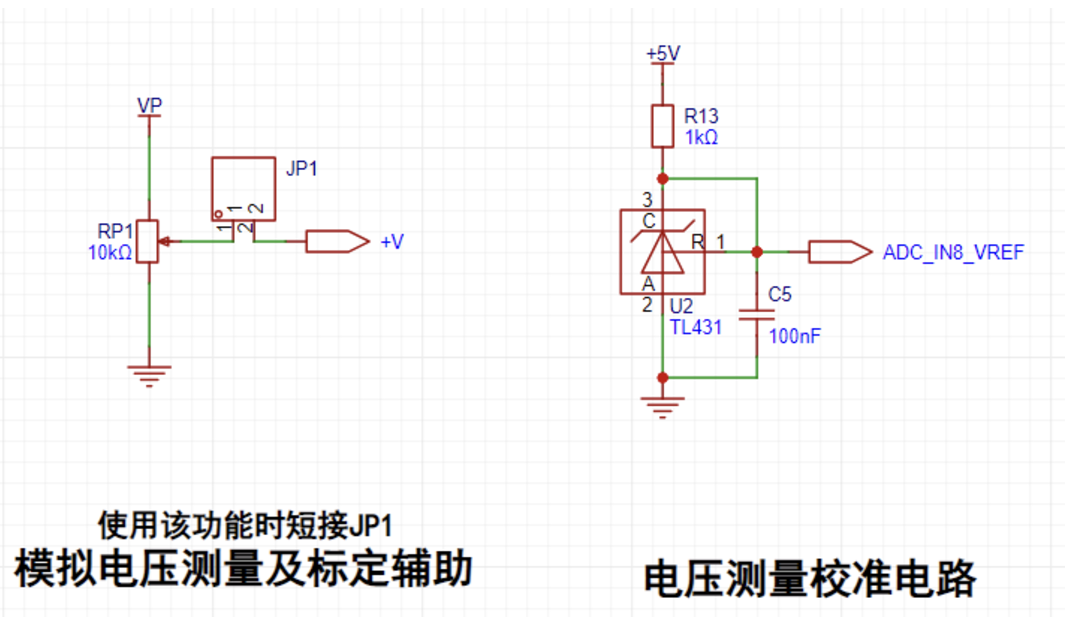 VP
JP1
1
2
1
2
RP1
10kΩ
+V
使用该功能时短接JP1
模拟电压测量及标定辅助
+5V
R13
1kΩ
3
C
R
1
ADC_IN8_VREF
A
2
U2
TL431
C5
100nF
电压测量校准电路